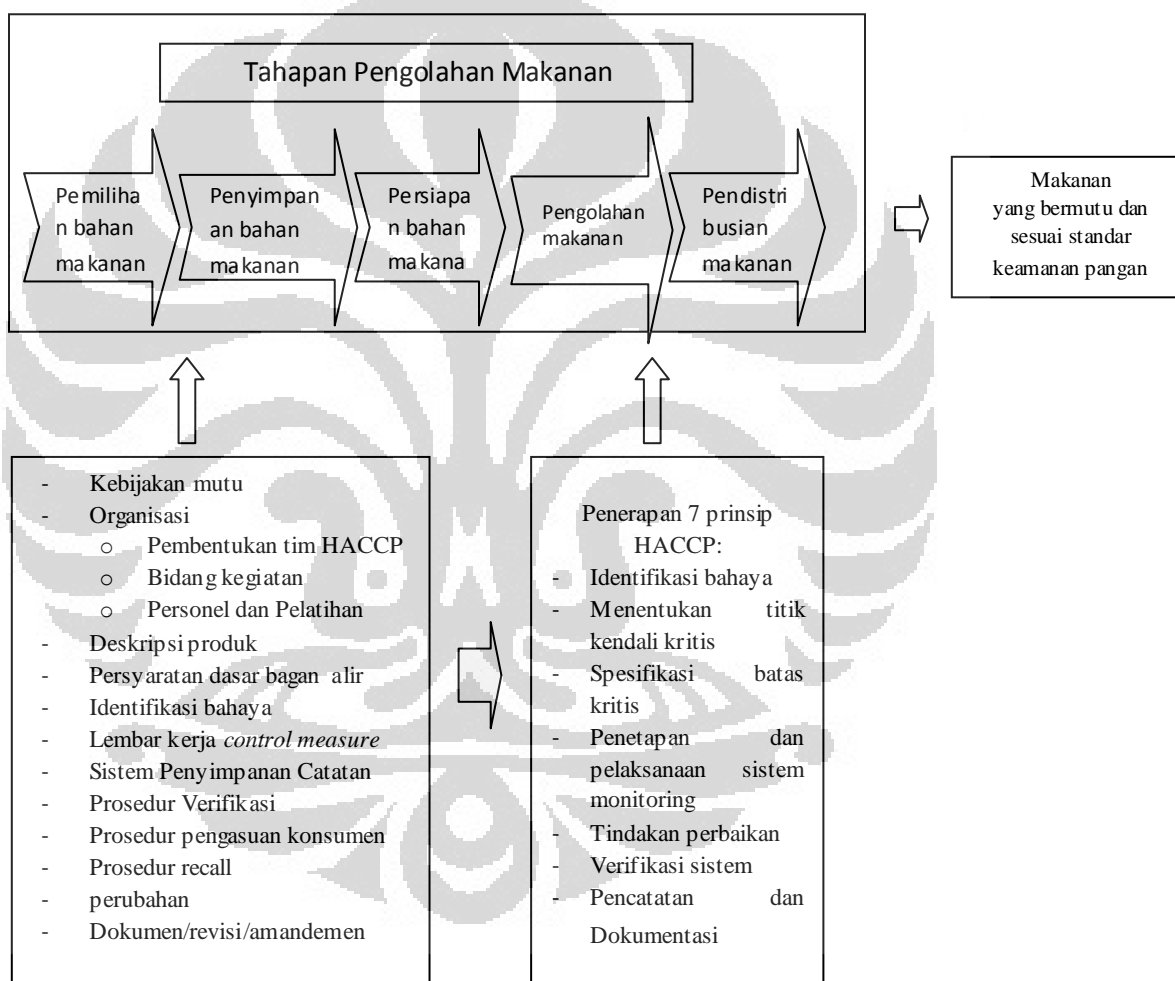 Tahapan Pengolahan Makanan
Pemiliha
n bahan
makanan
Penyimpan
an bahan
makanan
Persiapa
n bahan
makana
Pengolahan
makanan
Pendistri
busian
makanan
Makanan
yang bermutu dan
sesuai standar
keamanan pangan
- Kebijakan mutu
- Organisasi
o Pembentukan tim HACCP
o Bidang kegiatan
o Personel dan Pelatihan
- Deskripsi produk
- Persyaratan dasar bagan alir
- Identifikasi bahaya
- Lembar kerja control measure
- Sistem Penyimpanan Catatan
- Prosedur Verifikasi
- Prosedur pengasuan konsumen
- Prosedur recall
- perubahan
- Dokumen/revisi/amandemen
Penerapan 7 prinsip
HACCP:
- Identifikasi bahaya
- Menentukan titik
kendali kritis
- Spesifikasi batas
kritis
- Penetapan dan
pelaksanaan sistem
monitoring
- Tindakan perbaikan
- Verifikasi sistem
- Pencatatan dan
Dokumentasi